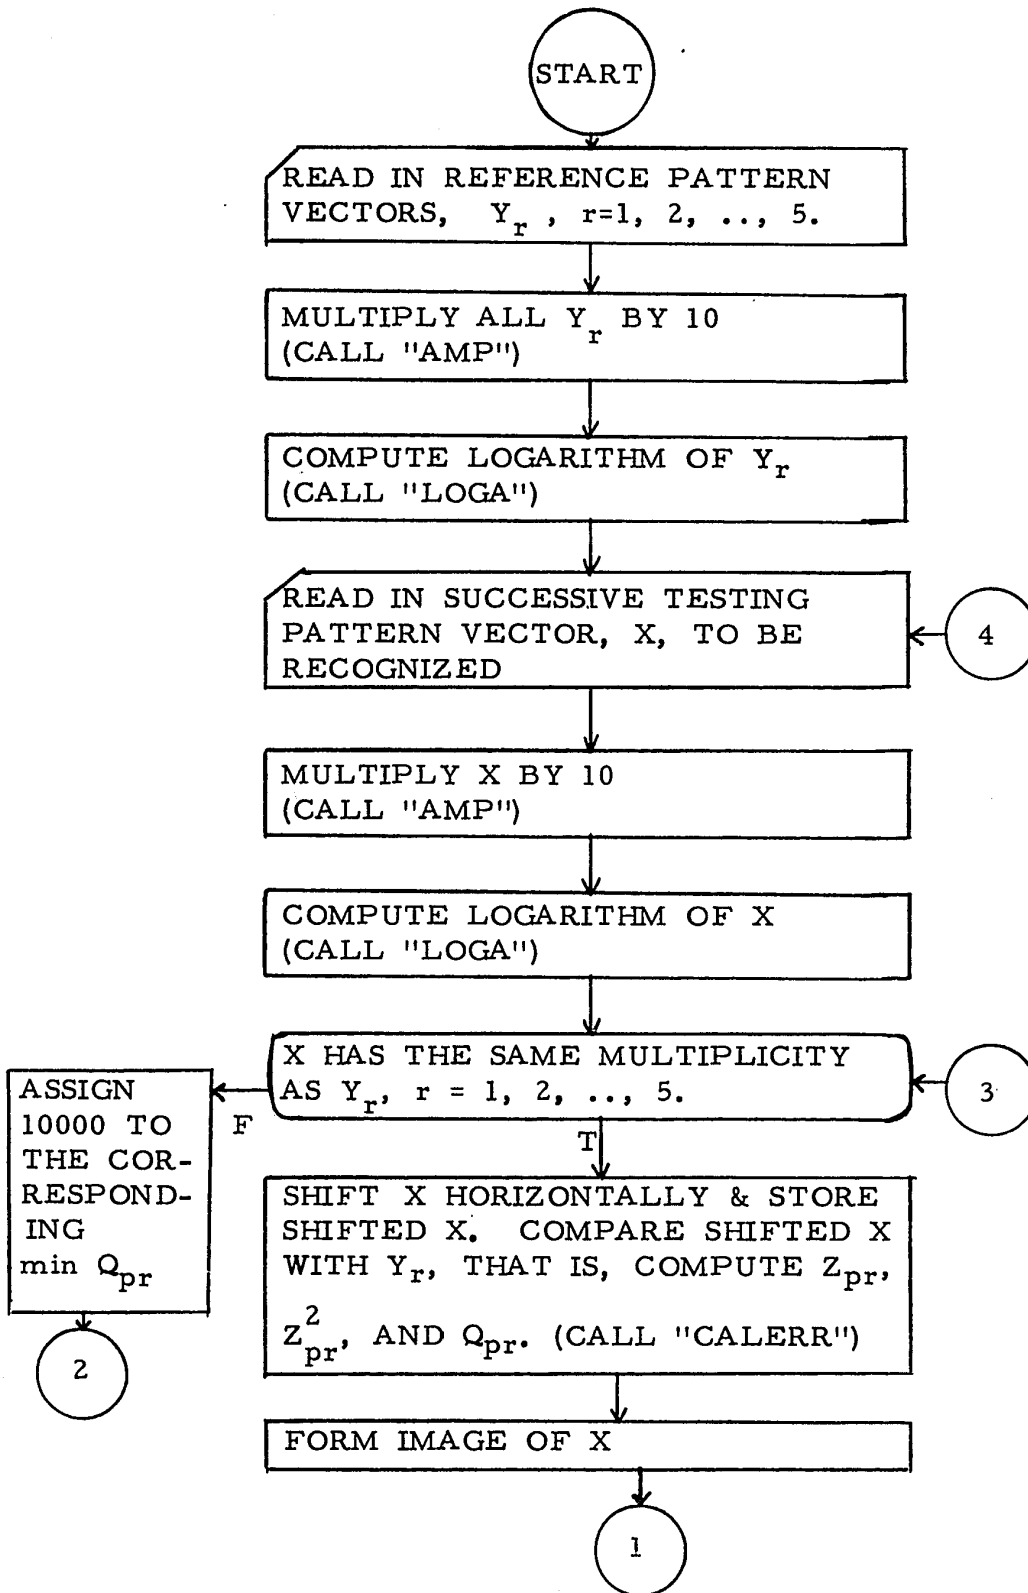 START
READ IN REFERENCE PATTERN
VECTORS, Y_r , r=1, 2, .., 5.
MULTIPLY ALL Y_r BY 10
(CALL "AMP")
COMPUTE LOGARITHM OF Y_r
(CALL "LOGA")
READ IN SUCCESSIVE TESTING
PATTERN VECTOR, X, TO BE
RECOGNIZED
4
MULTIPLY X BY 10
(CALL "AMP")
COMPUTE LOGARITHM OF X
(CALL "LOGA")
X HAS THE SAME MULTIPLICITY
AS Y_r, r = 1, 2, .., 5.
3
F
T
ASSIGN
10000 TO
THE COR-
RESPOND-
ING
min Q_pr
2
SHIFT X HORIZONTALLY & STORE
SHIFTED X. COMPARE SHIFTED X
WITH Y_r, THAT IS, COMPUTE Z_pr,
Z_pr^2, AND Q_pr. (CALL "CALERR")
FORM IMAGE OF X
1